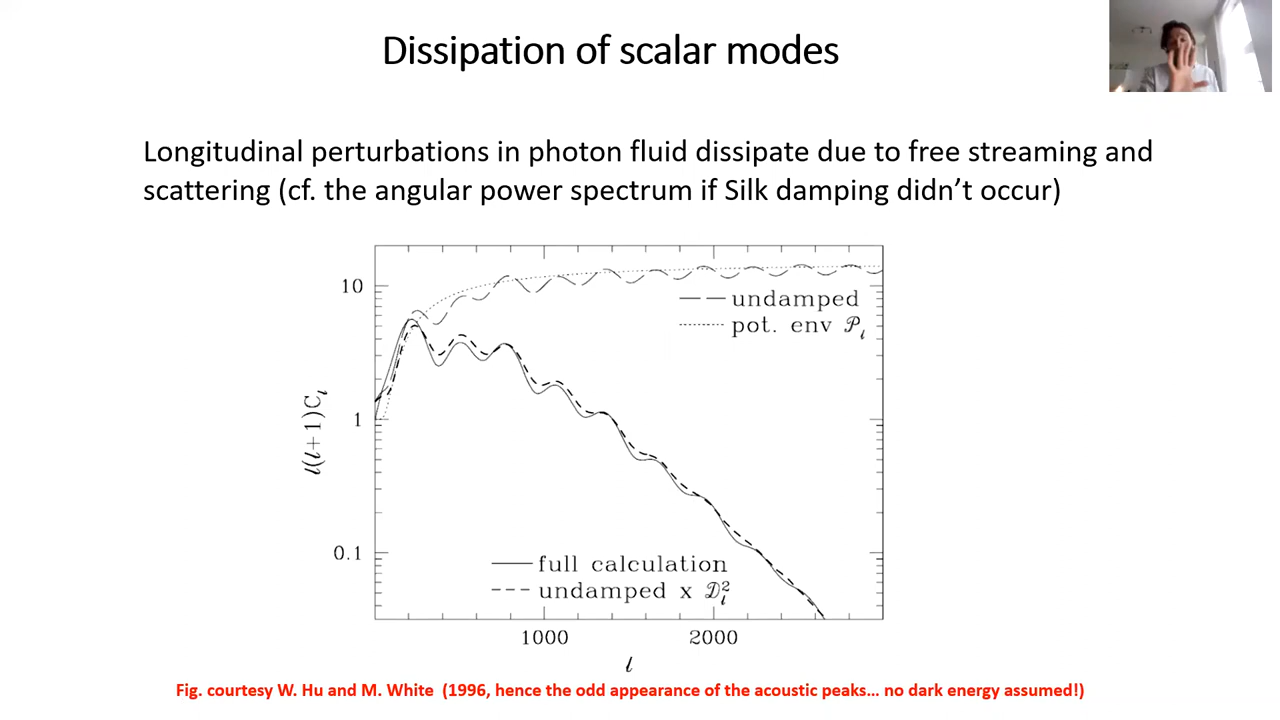 Dissipation of scalar modes
Longitudinal perturbations in photon fluid dissipate due to free streaming and
scattering (cf. the angular power spectrum if Silk damping didn’t occur)
10
1
0.1
ℓ(ℓ+1)Cℓ
undamped
pot. env 𝒫ℓ
full calculation
undamped x 𝒟ℓ²
1000
2000
ℓ
Fig. courtesy W. Hu and M. White (1996, hence the odd appearance of the acoustic peaks… no dark energy assumed!)